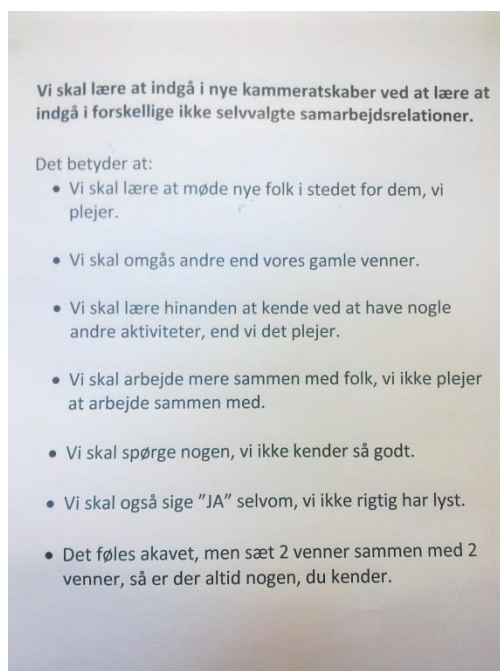 Vi skal lære at indgå i nye kammeratskaber ved at lære at
indgå i forskellige ikke selvvalgte samarbejdsrelationer.
Det betyder at:
• Vi skal lære at møde nye folk i stedet for dem, vi
plejer.
• Vi skal omgås andre end vores gamle venner.
• Vi skal lære hinanden at kende ved at have nogle
andre aktiviteter, end vi det plejer.
• Vi skal arbejde mere sammen med folk, vi ikke plejer
at arbejde sammen med.
• Vi skal spørge nogen, vi ikke kender så godt.
• Vi skal også sige ”JA” selvom, vi ikke rigtig har lyst.
• Det føles akavet, men sæt 2 venner sammen med 2
venner, så er der altid nogen, du kender.